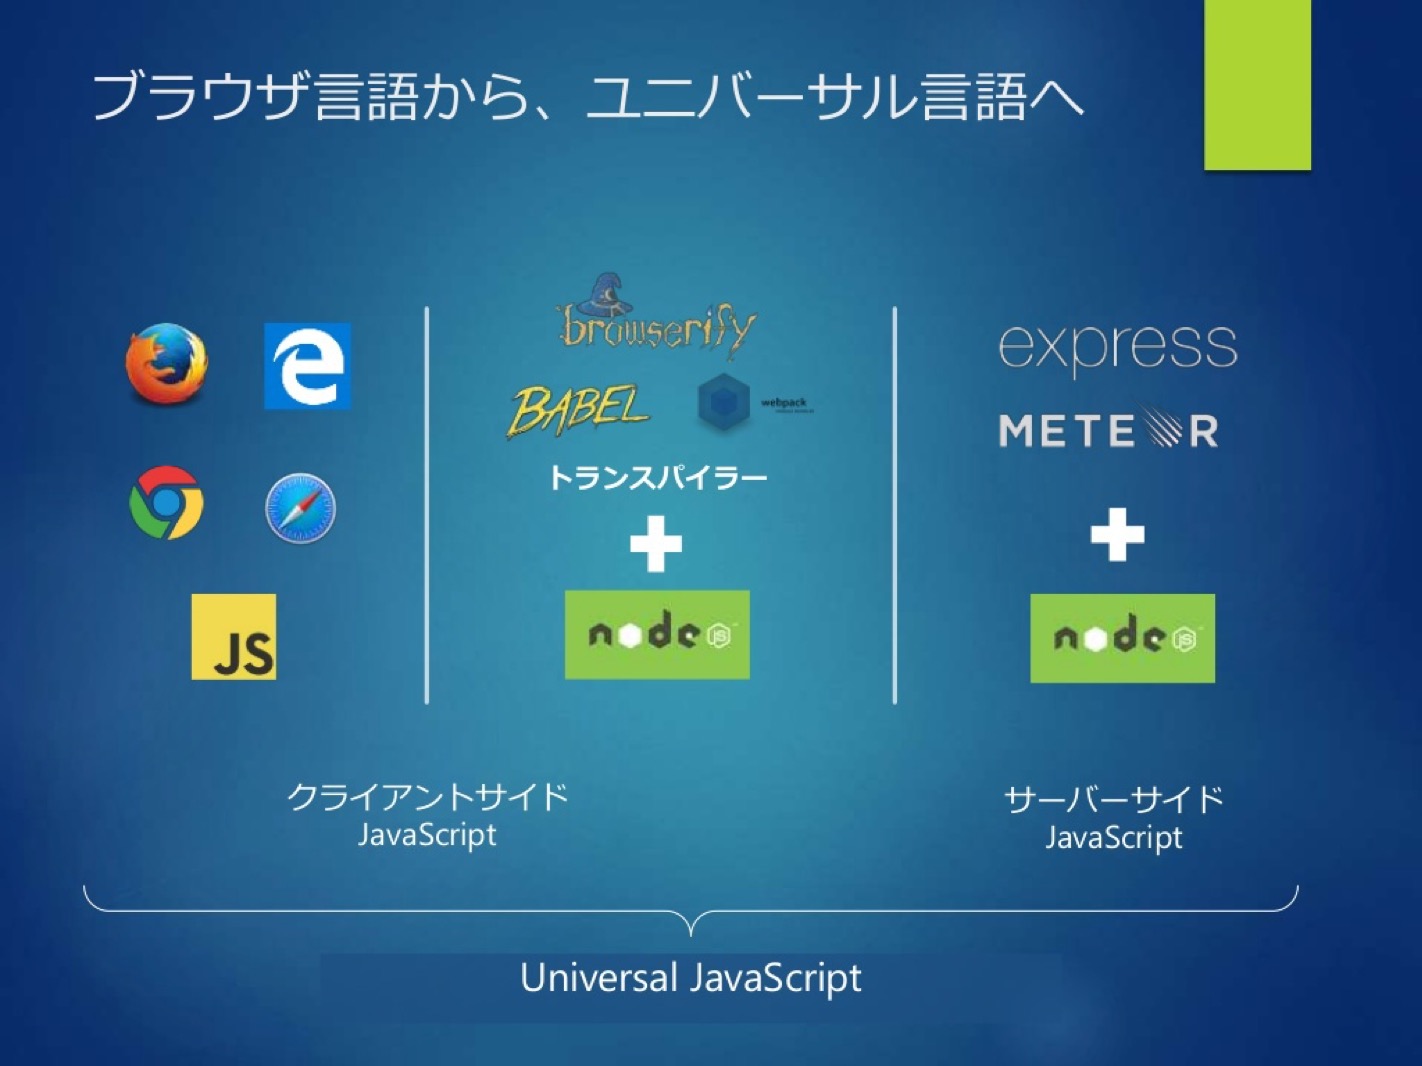 ブラウザ言語から、ユニバーサル言語へ
browserify
BABEL
webpack
トランスパイラー
node JS
express
METEOR
node JS
JS
クライアントサイド
JavaScript
サーバーサイド
JavaScript
Universal JavaScript